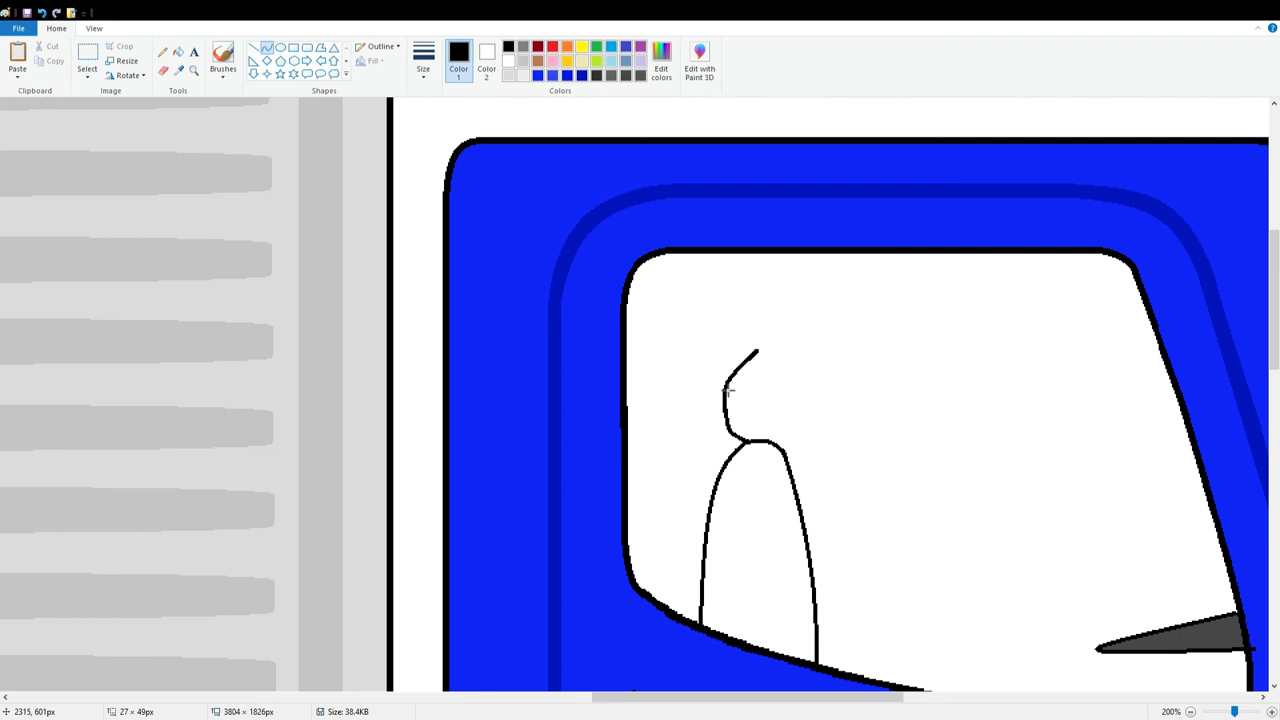 File Home View
Paste Cut Copy Select Crop Resize Rotate Brushes Outline Fill Size Color 1 Color 2 Edit colors Edit with Paint 3D
Clipboard Image Tools Shapes Colors
2315, 601px 27 × 49px 3804 × 1826px Size: 38.4KB 200%